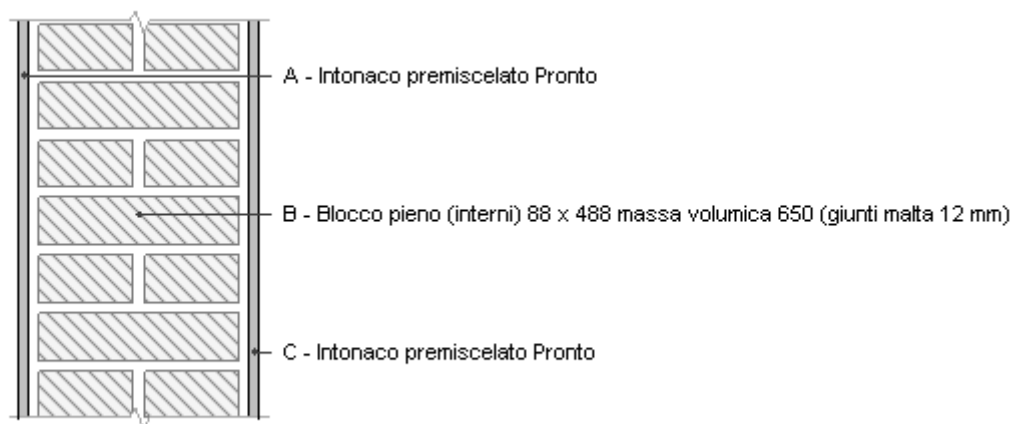 A - Intonaco premiscelato Pronto
B - Blocco pieno (interni) 88 x 488 massa volumica 650 (giunti malta 12 mm)
C - Intonaco premiscelato Pronto